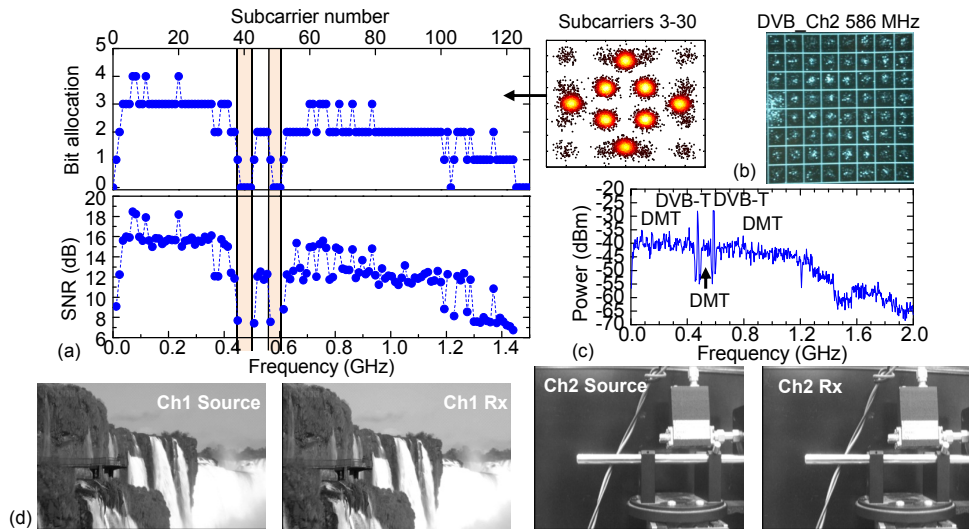 Subcarrier number
0 20 40 60 80 100 120
5
4
3
2
1
0
Bit allocation
Subcarriers 3-30
DVB_Ch2 586 MHz
(b)
20
18
16
14
12
10
8
6
SNR (dB)
(a)
0.0 0.2 0.4 0.6 0.8 1.0 1.2 1.4
Frequency (GHz)
-20
-25
-30
-35
-40
-45
-50
-55
-60
-65
-70
Power (dBm)
DVB-T DVB-T
DMT DMT
DMT
(c)
0.0 0.4 0.8 1.2 1.6 2.0
Frequency (GHz)
Ch1 Source
Ch1 Rx
Ch2 Source
Ch2 Rx
(d)